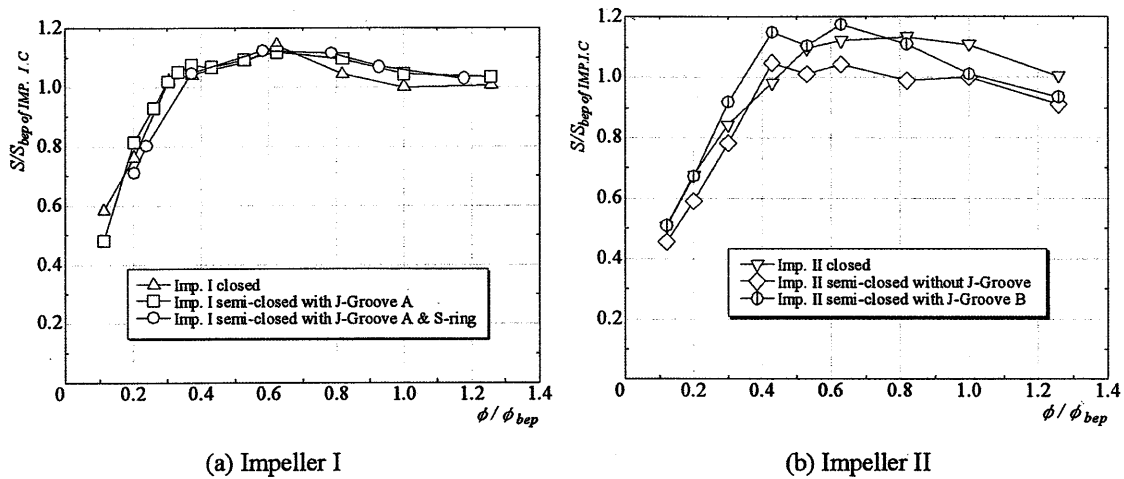 1.2
1.0
0.8
0.6
0.4
0.2
S/S_bep of IMP. I.C
Imp. I closed
Imp. I semi-closed with J-Groove A
Imp. I semi-closed with J-Groove A & S-ring
0 0.2 0.4 0.6 0.8 1.0 1.2 1.4
ϕ / ϕ_bep
(a) Impeller I
1.2
1.0
0.8
0.6
0.4
0.2
S/S_bep of IMP.I.C
Imp. II closed
Imp. II semi-closed without J-Groove
Imp. II semi-closed with J-Groove B
0 0.2 0.4 0.6 0.8 1.0 1.2 1.4
ϕ / ϕ_bep
(b) Impeller II